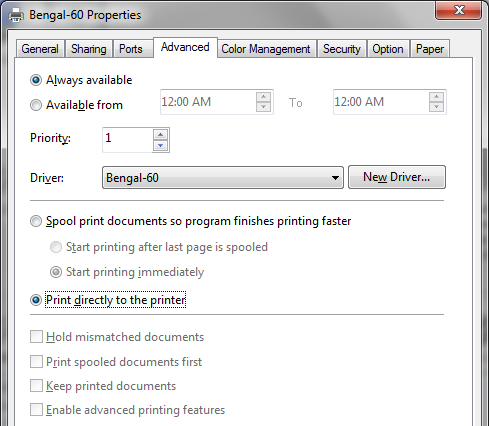 Bengal-60 Properties
General Sharing Ports Advanced Color Management Security Option Paper
Always available
Available from 12:00 AM To 12:00 AM
Priority: 1
Driver: Bengal-60 New Driver...
Spool print documents so program finishes printing faster
Start printing after last page is spooled
Start printing immediately
Print directly to the printer
Hold mismatched documents
Print spooled documents first
Keep printed documents
Enable advanced printing features